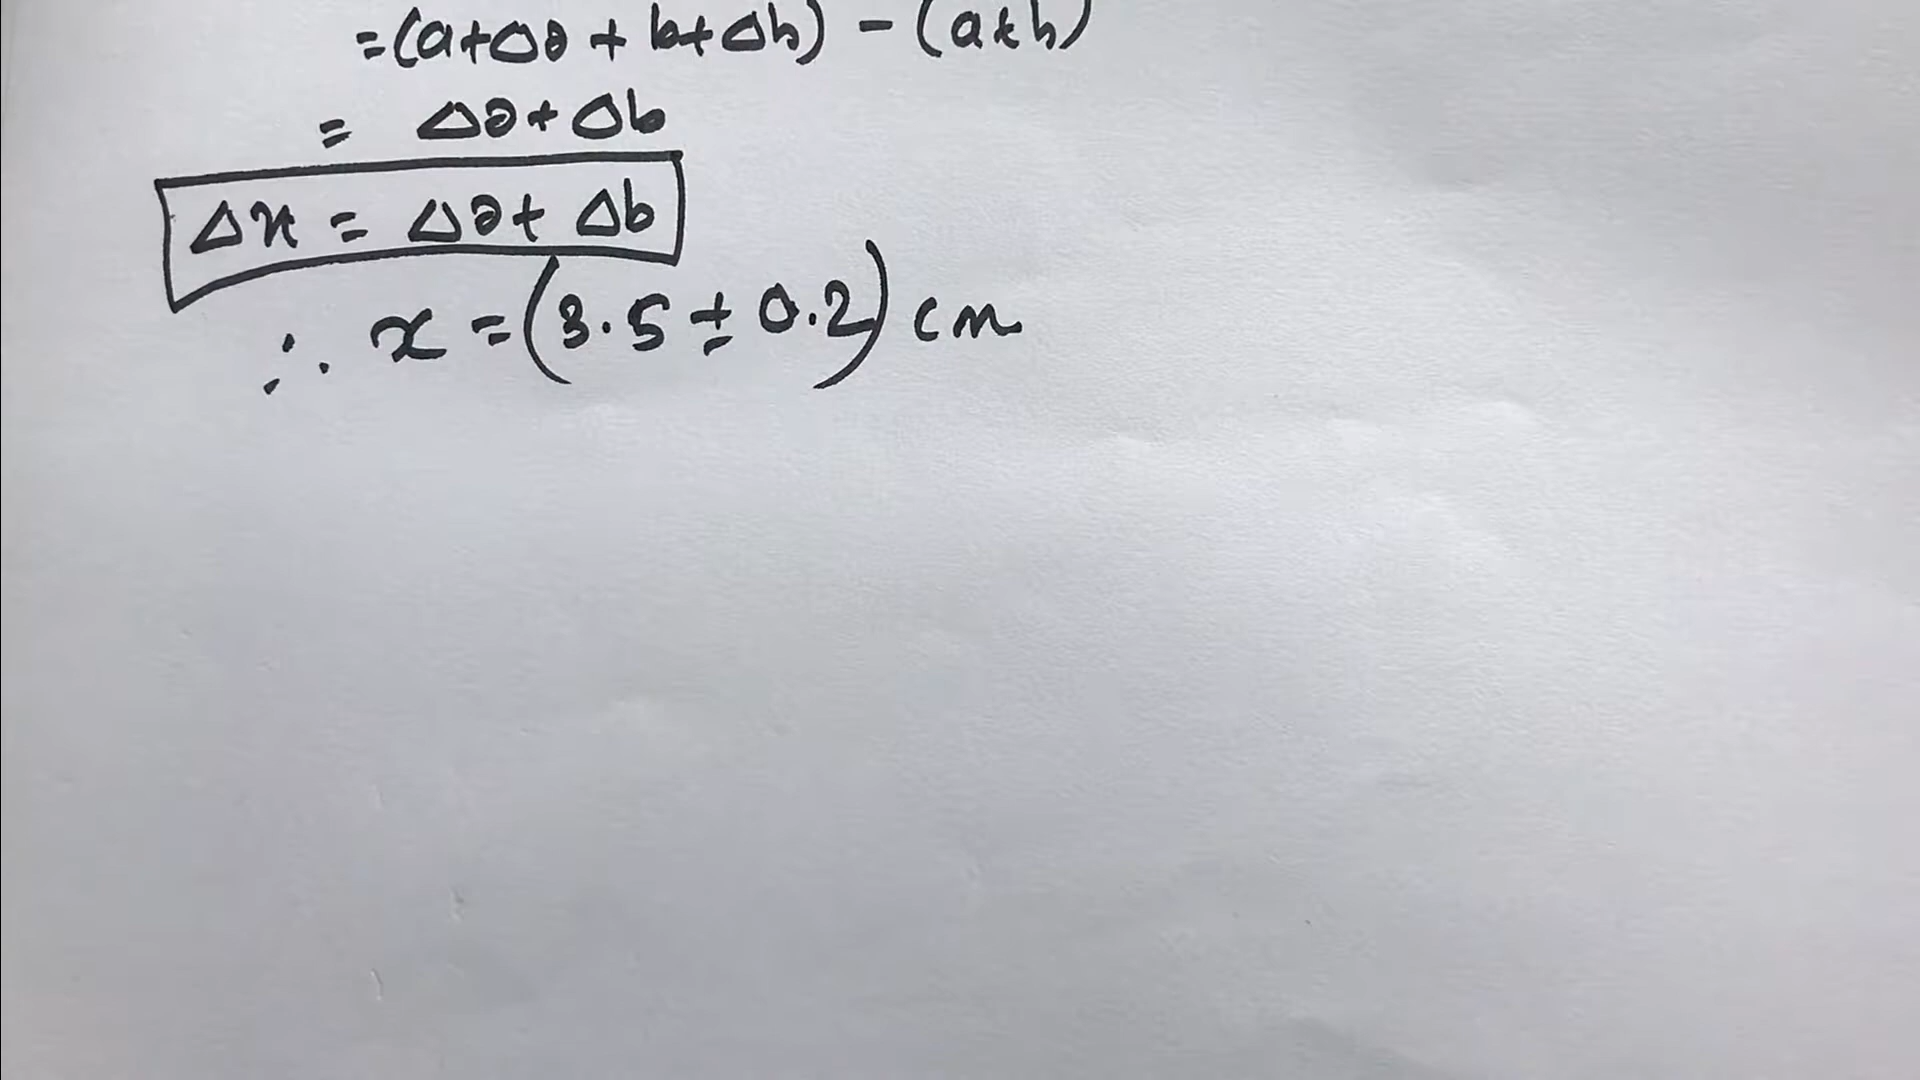 =(a+Δa + b+Δb) - (a+b)
= Δa+Δb
Δx = Δa+ Δb
∴ x =(3.5 ± 0.2) cm